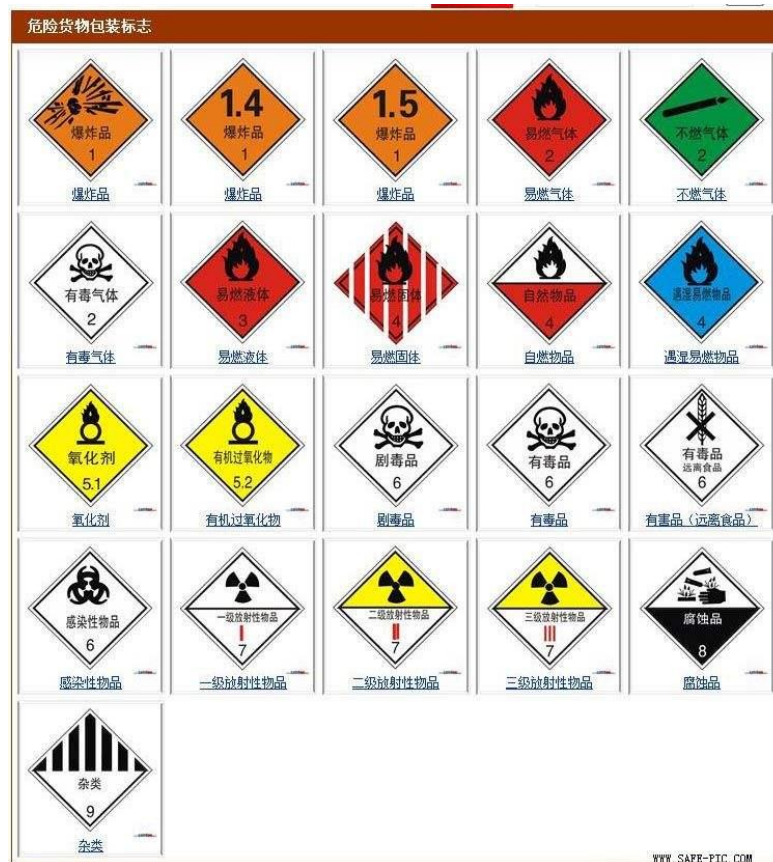 危险货物包装标志
爆炸品
1
爆炸品
1.4
爆炸品
1
爆炸品
1.5
爆炸品
1
爆炸品
易燃气体
2
易燃气体
不燃气体
2
不燃气体
有毒气体
2
有毒气体
易燃液体
3
易燃液体
易燃固体
4
易燃固体
自然物品
4
自燃物品
遇湿易燃物品
4
遇湿易燃物品
氧化剂
5.1
氧化剂
有机过氧化物
5.2
有机过氧化物
剧毒品
6
剧毒品
有毒品
6
有毒品
有毒品
远离食品
6
有害品（远离食品）
感染性物品
6
感染性物品
一级放射性物品
I
7
一级放射性物品
二级放射性物品
II
7
二级放射性物品
三级放射性物品
III
7
三级放射性物品
腐蚀品
8
腐蚀品
杂类
9
杂类
WWW.SAFE-PIC.COM